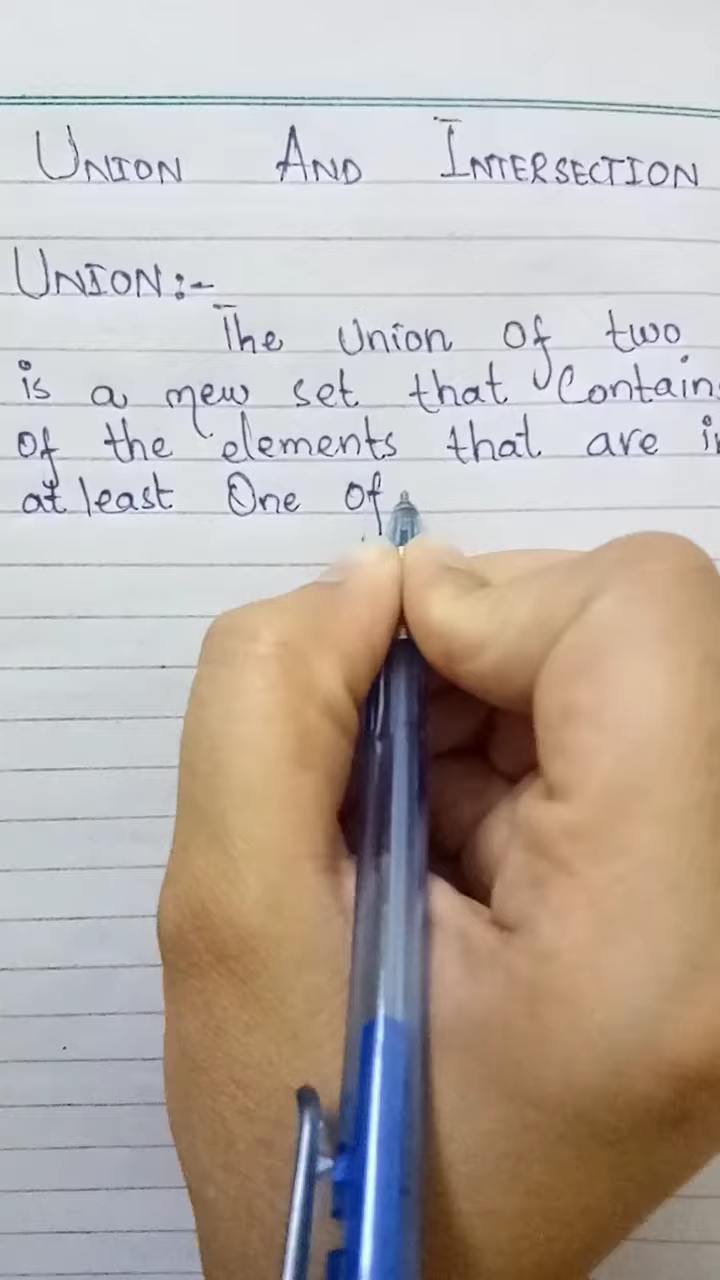 UNION AND INTERSECTION
UNION:-
The Union Of two
is a new set that Contain
of the elements that are in
at least One Of